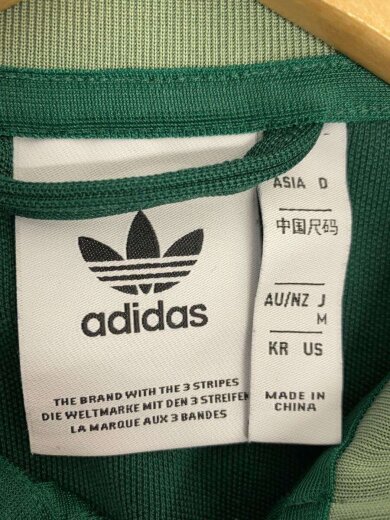 adidas
THE BRAND WITH THE 3 STRIPES
DIE WELTMARKE MIT DEN 3 STREIFEN
LA MARQUE AUX 3 BANDES
ASIA D
中国尺码
AU/NZ J
M
KR US
MADE IN
CHINA